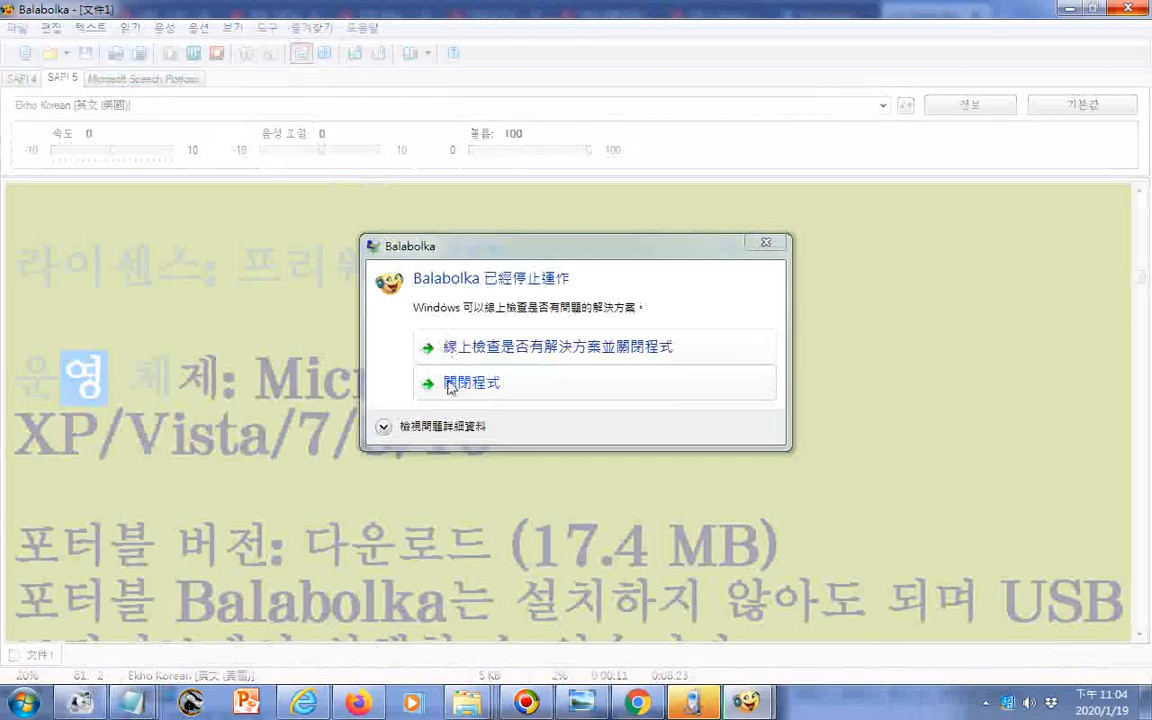 Balabolka - [文件1]
파일 편집 텍스트 읽기 음성 옵션 보기 도구 즐겨찾기 도움말
SAPI 4 SAPI 5 Microsoft Speech Platform
Ekho Korean [英文 (美國)]
정보 기본값
속도 0 음성 조절 0 볼륨: 100
-10 10 -10 10 0 100
라이센스: 프리
운영 체제: Micr
XP/Vista/7/8/10
Balabolka
Balabolka 已經停止運作
Windows 可以線上檢查是否有問題的解決方案。
線上檢查是否有解決方案並關閉程式
關閉程式
檢視問題詳細資料
포터블 버전: 다운로드 (17.4 MB)
포터블 Balabolka는 설치하지 않아도 되며 USB
文件1
20% 81: 2 Ekho Korean [英文 (美國)] 5 KB 2% 0:00:11 0:08:23
下午 11:04
2020/1/19